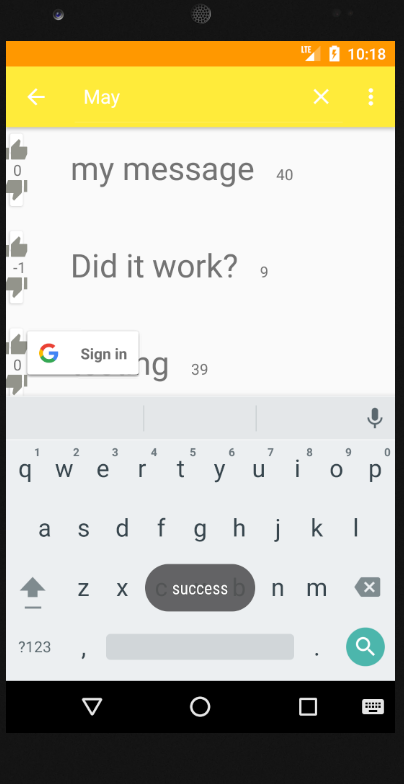 LTE 10:18
May
0
my message 40
-1
Did it work? 9
0
G Sign in
ng 39
1 2 3 4 5 6 7 8 9 0
q w e r t y u i o p
a s d f g h j k l
z x c b n m
success
?123 , .